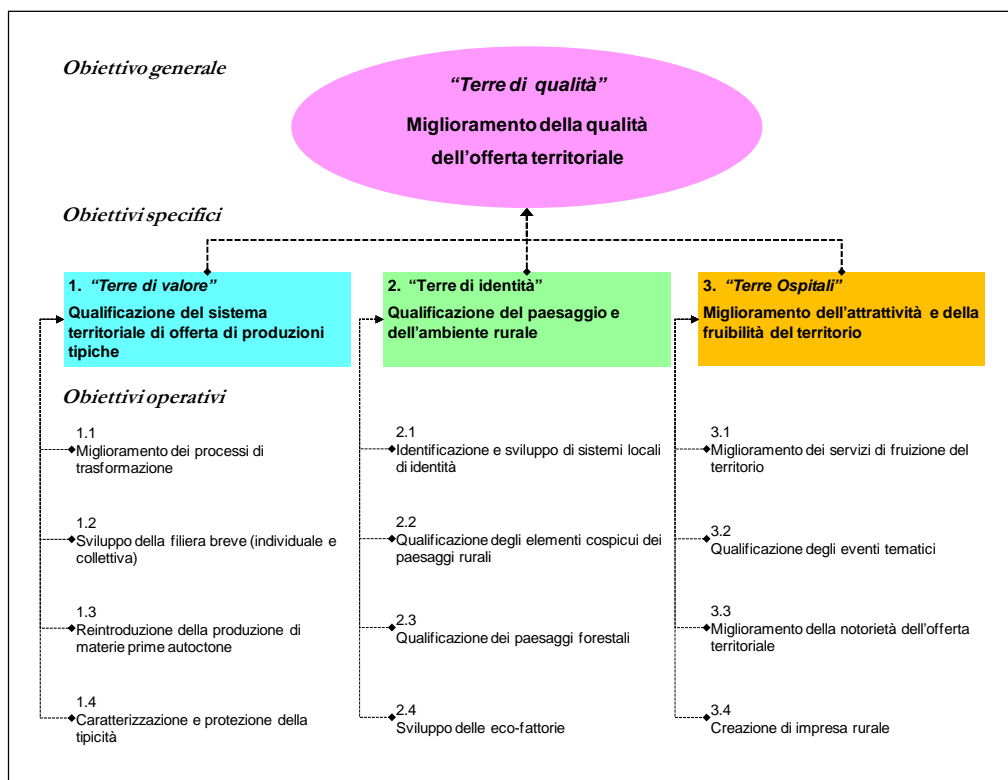 Obiettivo generale
“Terre di qualità”
Miglioramento della qualità
dell’offerta territoriale
Obiettivi specifici
1. “Terre di valore”
Qualificazione del sistema
territoriale di offerta di produzioni
tipiche
2. “Terre di identità”
Qualificazione del paesaggio e
dell’ambiente rurale
3. “Terre Ospitali”
Miglioramento dell’attrattività e della
fruibilità del territorio
Obiettivi operativi
1.1
Miglioramento dei processi di
trasformazione
1.2
Sviluppo della filiera breve (individuale e
collettiva)
1.3
Reintroduzione della produzione di
materie prime autoctone
1.4
Caratterizzazione e protezione della
tipicità
2.1
Identificazione e sviluppo di sistemi locali
di identità
2.2
Qualificazione degli elementi cospicui dei
paesaggi rurali
2.3
Qualificazione dei paesaggi forestali
2.4
Sviluppo delle eco-fattorie
3.1
Miglioramento dei servizi di fruizione del
territorio
3.2
Qualificazione degli eventi tematici
3.3
Miglioramento della notorietà dell’offerta
territoriale
3.4
Creazione di impresa rurale